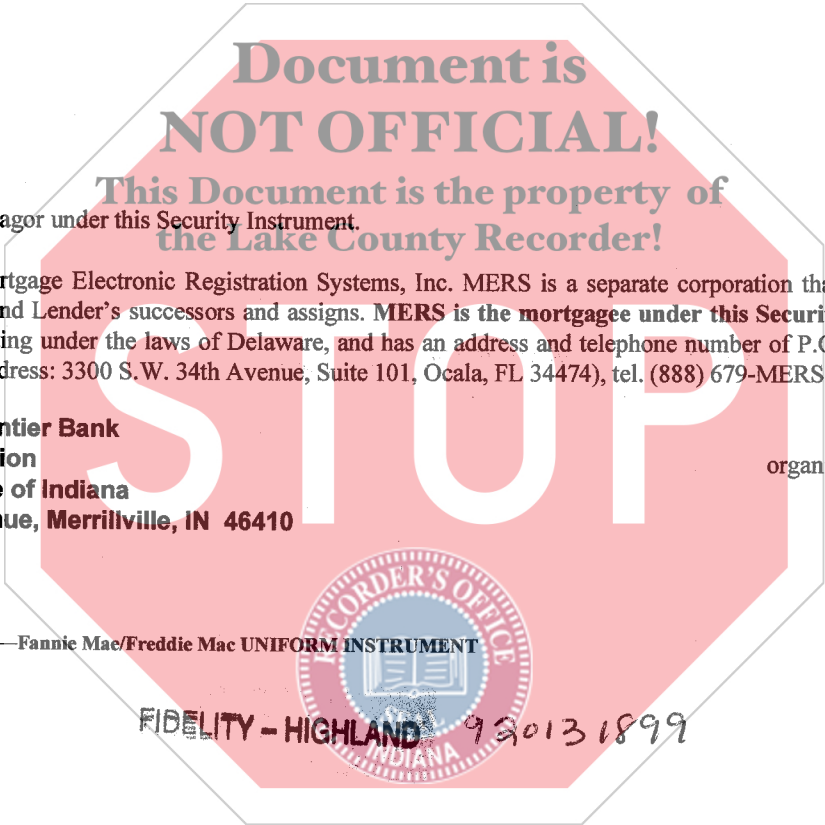 Document is
NOT OFFICIAL!
This Document is the property of
agor under this Security Instrument.
the Lake County Recorder!
rtgage Electronic Registration Systems, Inc. MERS is a separate corporation tha
nd Lender's successors and assigns. MERS is the mortgagee under this Securi
ing under the laws of Delaware, and has an address and telephone number of P.O
dress: 3300 S.W. 34th Avenue, Suite 101, Ocala, FL 34474), tel. (888) 679-MERS
STOP
ntier Bank
ion
organ
e of Indiana
ue, Merrillville, IN 46410
RECORDER'S OFFICE
—Fannie Mae/Freddie Mac UNIFORM INSTRUMENT
SEAL
FIDELITY – HIGHLAND 920131899
INDIANA